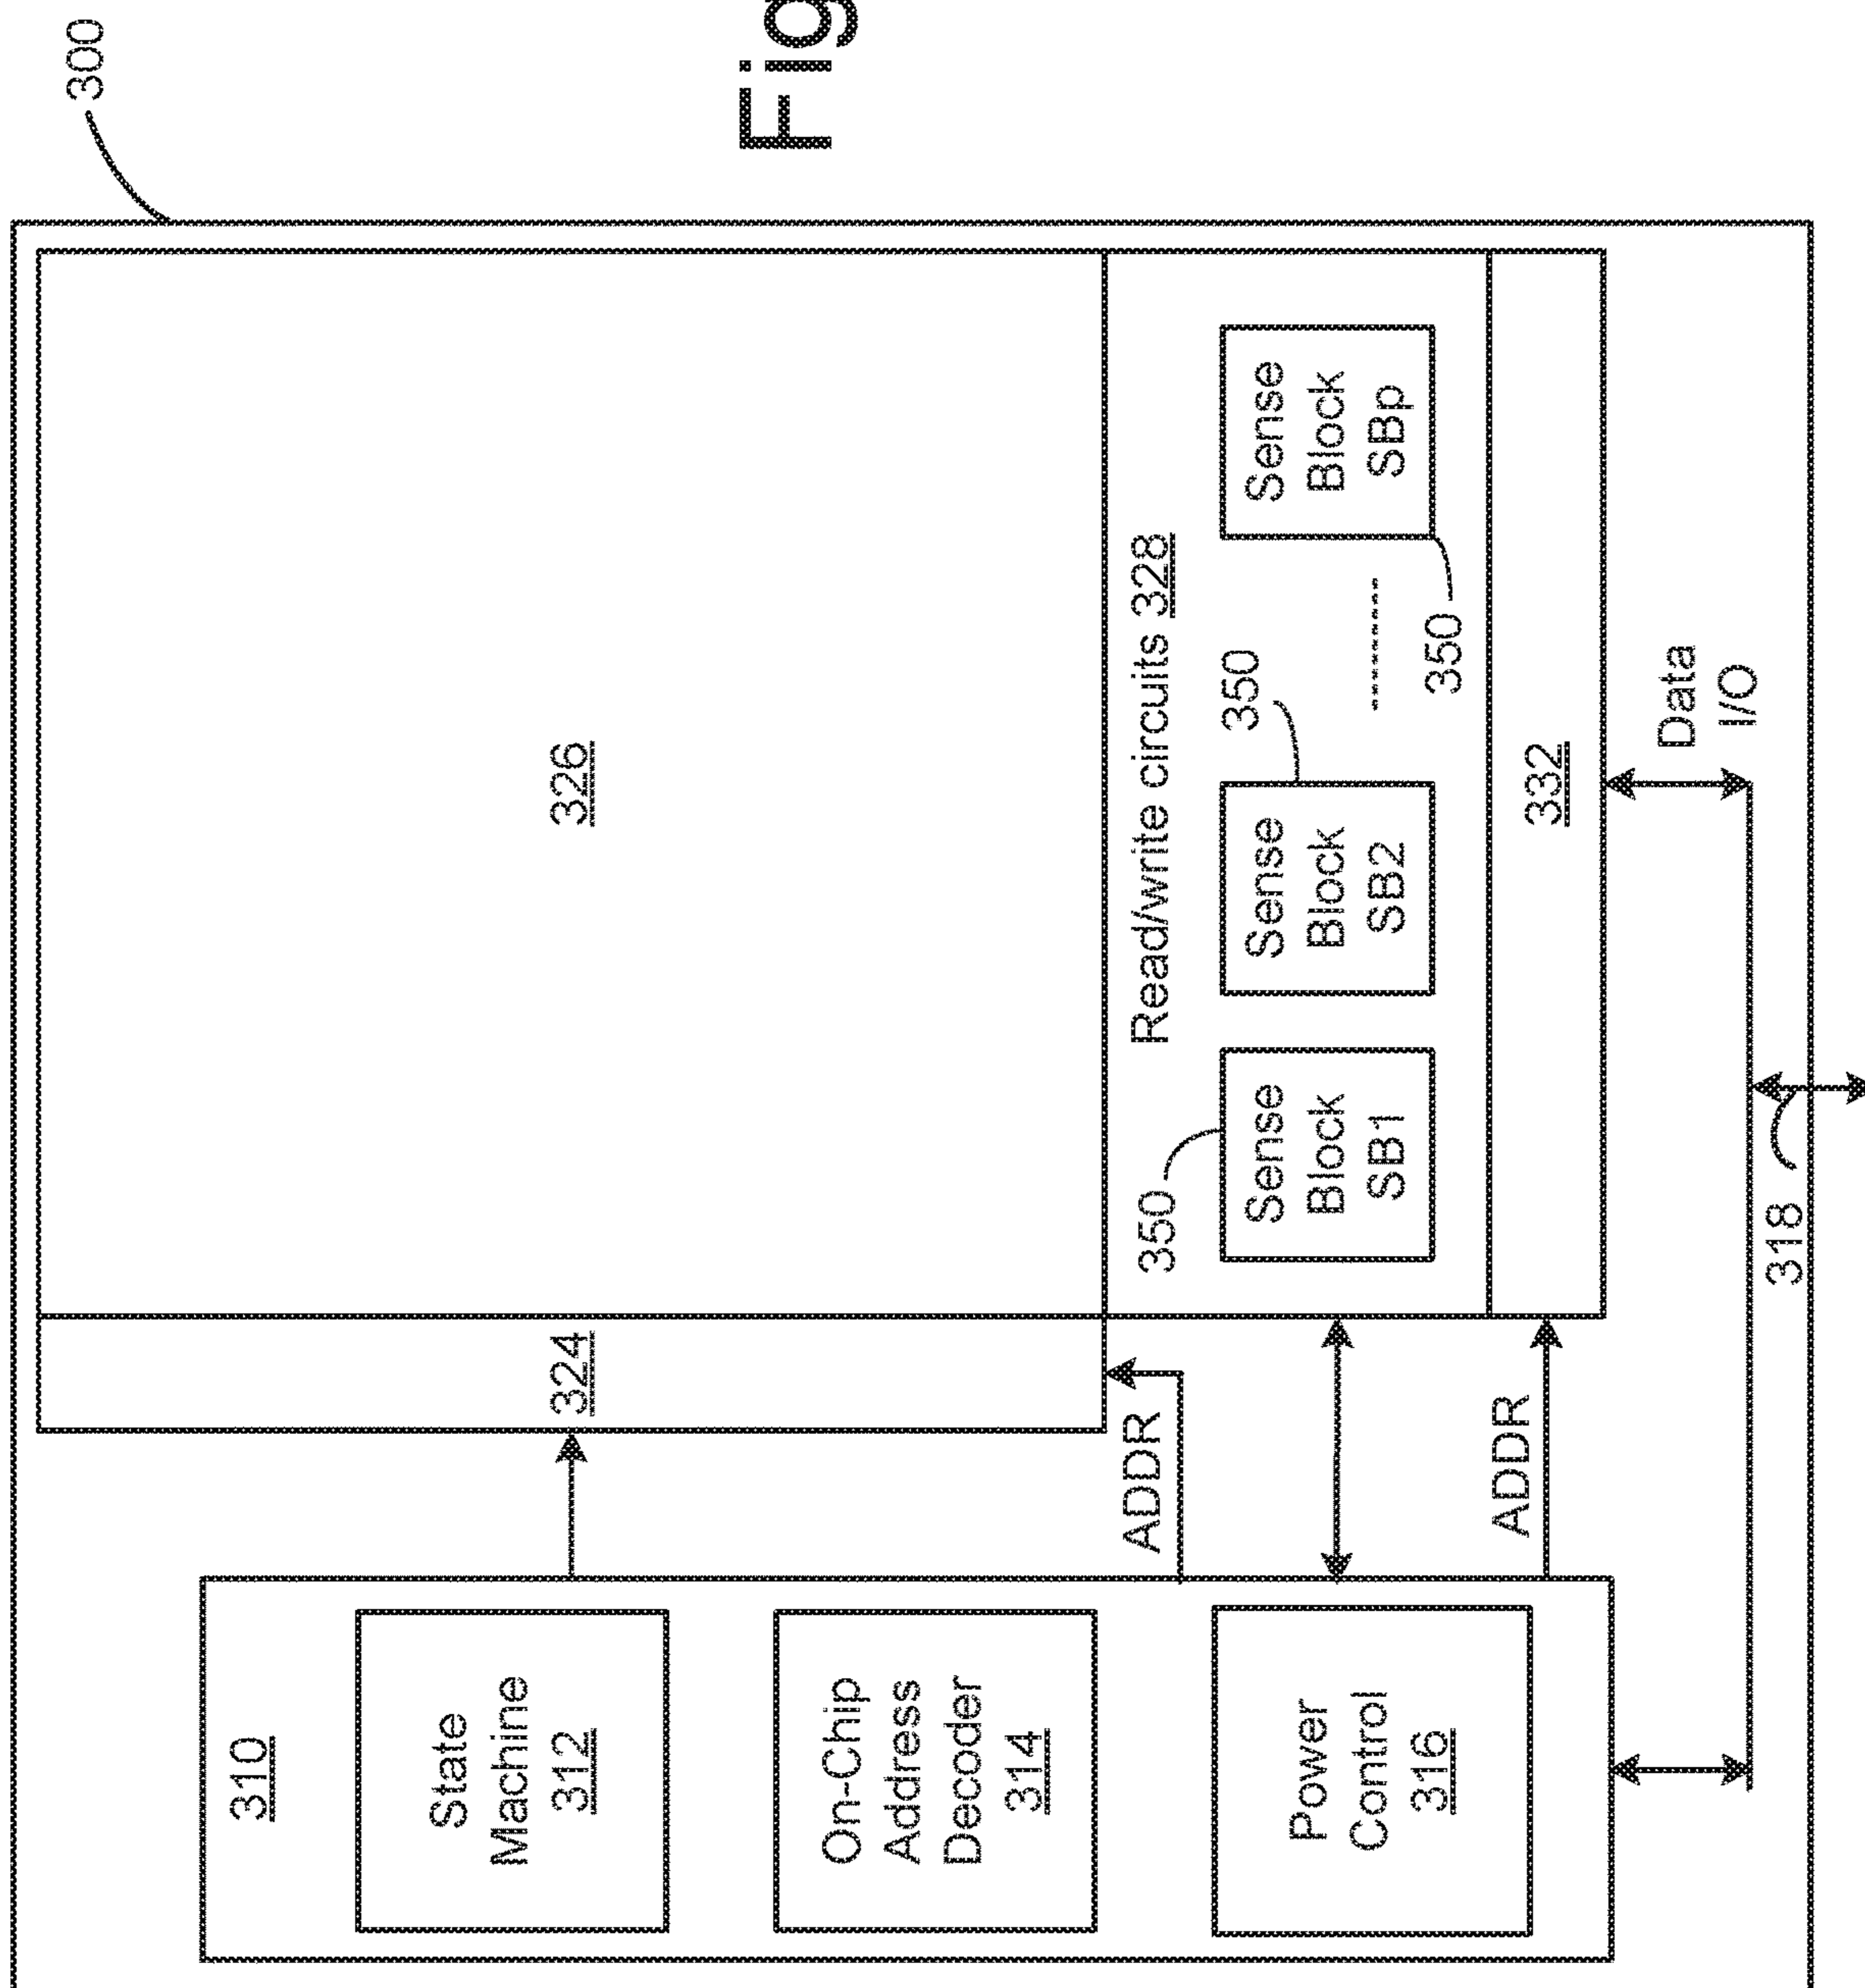 300
Fig
310
State
Machine
312
On-Chip
Address
Decoder
314
Power
Control
316
324
326
ADDR
ADDR
Read/write circuits 328
350
Sense
Block
SB1
350
Sense
Block
SB2
350
Sense
Block
SBp
332
Data
I/O
318